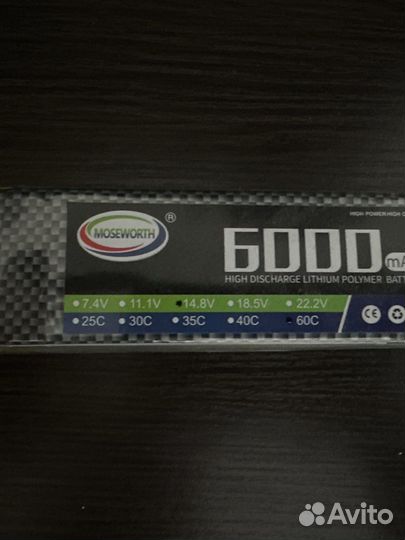 MOSEWORTH ®
HIGH POWER HIGH
6000mA
HIGH DISCHARGE LITHIUM POLYMER BATT
7.4V 11.1V 14.8V 18.5V 22.2V
25C 30C 35C 40C 60C
CE
Avito